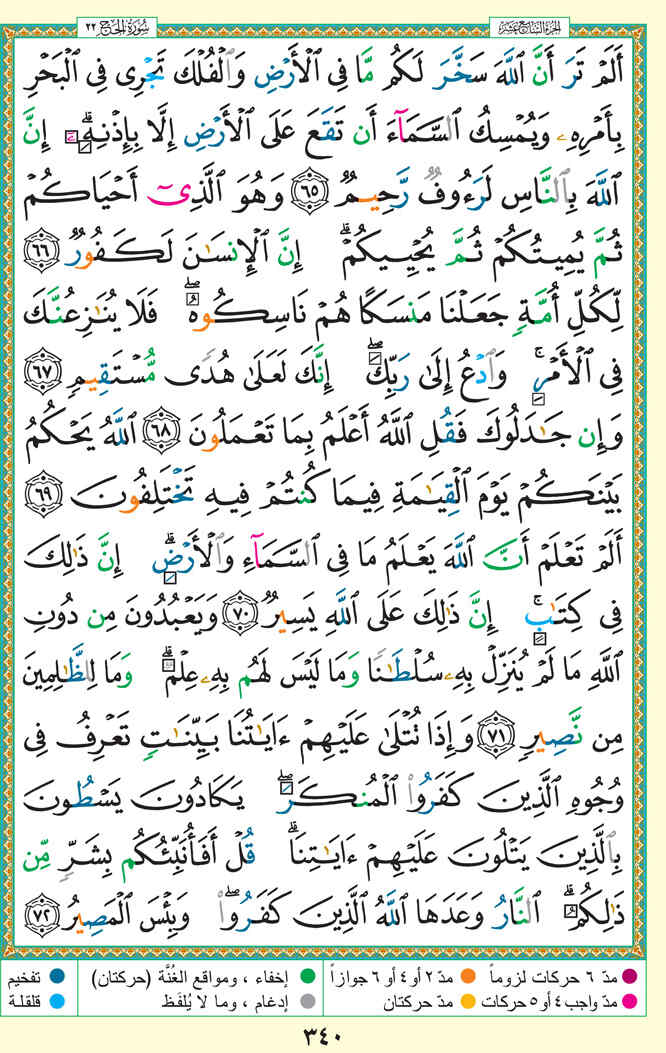 الجزء السابع عشر
سُورَةُ الحَجّ ٢٢
أَلَمْ تَرَ أَنَّ ٱللَّهَ سَخَّرَ لَكُم مَّا فِى ٱلْأَرْضِ وَٱلْفُلْكَ تَجْرِى فِى ٱلْبَحْرِ
بِأَمْرِهِۦ وَيُمْسِكُ ٱلسَّمَآءَ أَن تَقَعَ عَلَى ٱلْأَرْضِ إِلَّا بِإِذْنِهِۦٓ ۗ إِنَّ
ٱللَّهَ بِٱلنَّاسِ لَرَءُوفٌ رَّحِيمٌ ٦٥ وَهُوَ ٱلَّذِىٓ أَحْيَاكُمْ
ثُمَّ يُمِيتُكُمْ ثُمَّ يُحْيِيكُمْ ۗ إِنَّ ٱلْإِنسَـٰنَ لَكَفُورٌ ٦٦
لِّكُلِّ أُمَّةٍ جَعَلْنَا مَنسَكًا هُمْ نَاسِكُوهُ ۖ فَلَا يُنَـٰزِعُنَّكَ
فِى ٱلْأَمْرِ ۚ وَٱدْعُ إِلَىٰ رَبِّكَ ۖ إِنَّكَ لَعَلَىٰ هُدًى مُّسْتَقِيمٍ ٦٧
وَإِن جَـٰدَلُوكَ فَقُلِ ٱللَّهُ أَعْلَمُ بِمَا تَعْمَلُونَ ٦٨ ٱللَّهُ يَحْكُمُ
بَيْنَكُمْ يَوْمَ ٱلْقِيَـٰمَةِ فِيمَا كُنتُمْ فِيهِ تَخْتَلِفُونَ ٦٩
أَلَمْ تَعْلَمْ أَنَّ ٱللَّهَ يَعْلَمُ مَا فِى ٱلسَّمَآءِ وَٱلْأَرْضِ ۗ إِنَّ ذَٰلِكَ
فِى كِتَـٰبٍ ۚ إِنَّ ذَٰلِكَ عَلَى ٱللَّهِ يَسِيرٌ ٧٠ وَيَعْبُدُونَ مِن دُونِ
ٱللَّهِ مَا لَمْ يُنَزِّلْ بِهِۦ سُلْطَـٰنًا وَمَا لَيْسَ لَهُم بِهِۦ عِلْمٌ ۗ وَمَا لِلظَّـٰلِمِينَ
مِن نَّصِيرٍ ٧١ وَإِذَا تُتْلَىٰ عَلَيْهِمْ ءَايَـٰتُنَا بَيِّنَـٰتٍ تَعْرِفُ فِى
وُجُوهِ ٱلَّذِينَ كَفَرُوا۟ ٱلْمُنكَرَ ۖ يَكَادُونَ يَسْطُونَ
بِٱلَّذِينَ يَتْلُونَ عَلَيْهِمْ ءَايَـٰتِنَا ۗ قُلْ أَفَأُنَبِّئُكُم بِشَرٍّ مِّن
ذَٰلِكُمُ ۗ ٱلنَّارُ وَعَدَهَا ٱللَّهُ ٱلَّذِينَ كَفَرُوا۟ ۖ وَبِئْسَ ٱلْمَصِيرُ ٧٢
مدّ ٦ حركات لزوماً مدّ ٢ أو ٤ أو ٦ جوازاً إخفاء ، ومواقع الغُنَّة (حركتان) تفخيم
مدّ واجب ٤ أو ٥ حركات مدّ حركتان إدغام ، وما لا يُلفَظ قلقلة
٣٤٠